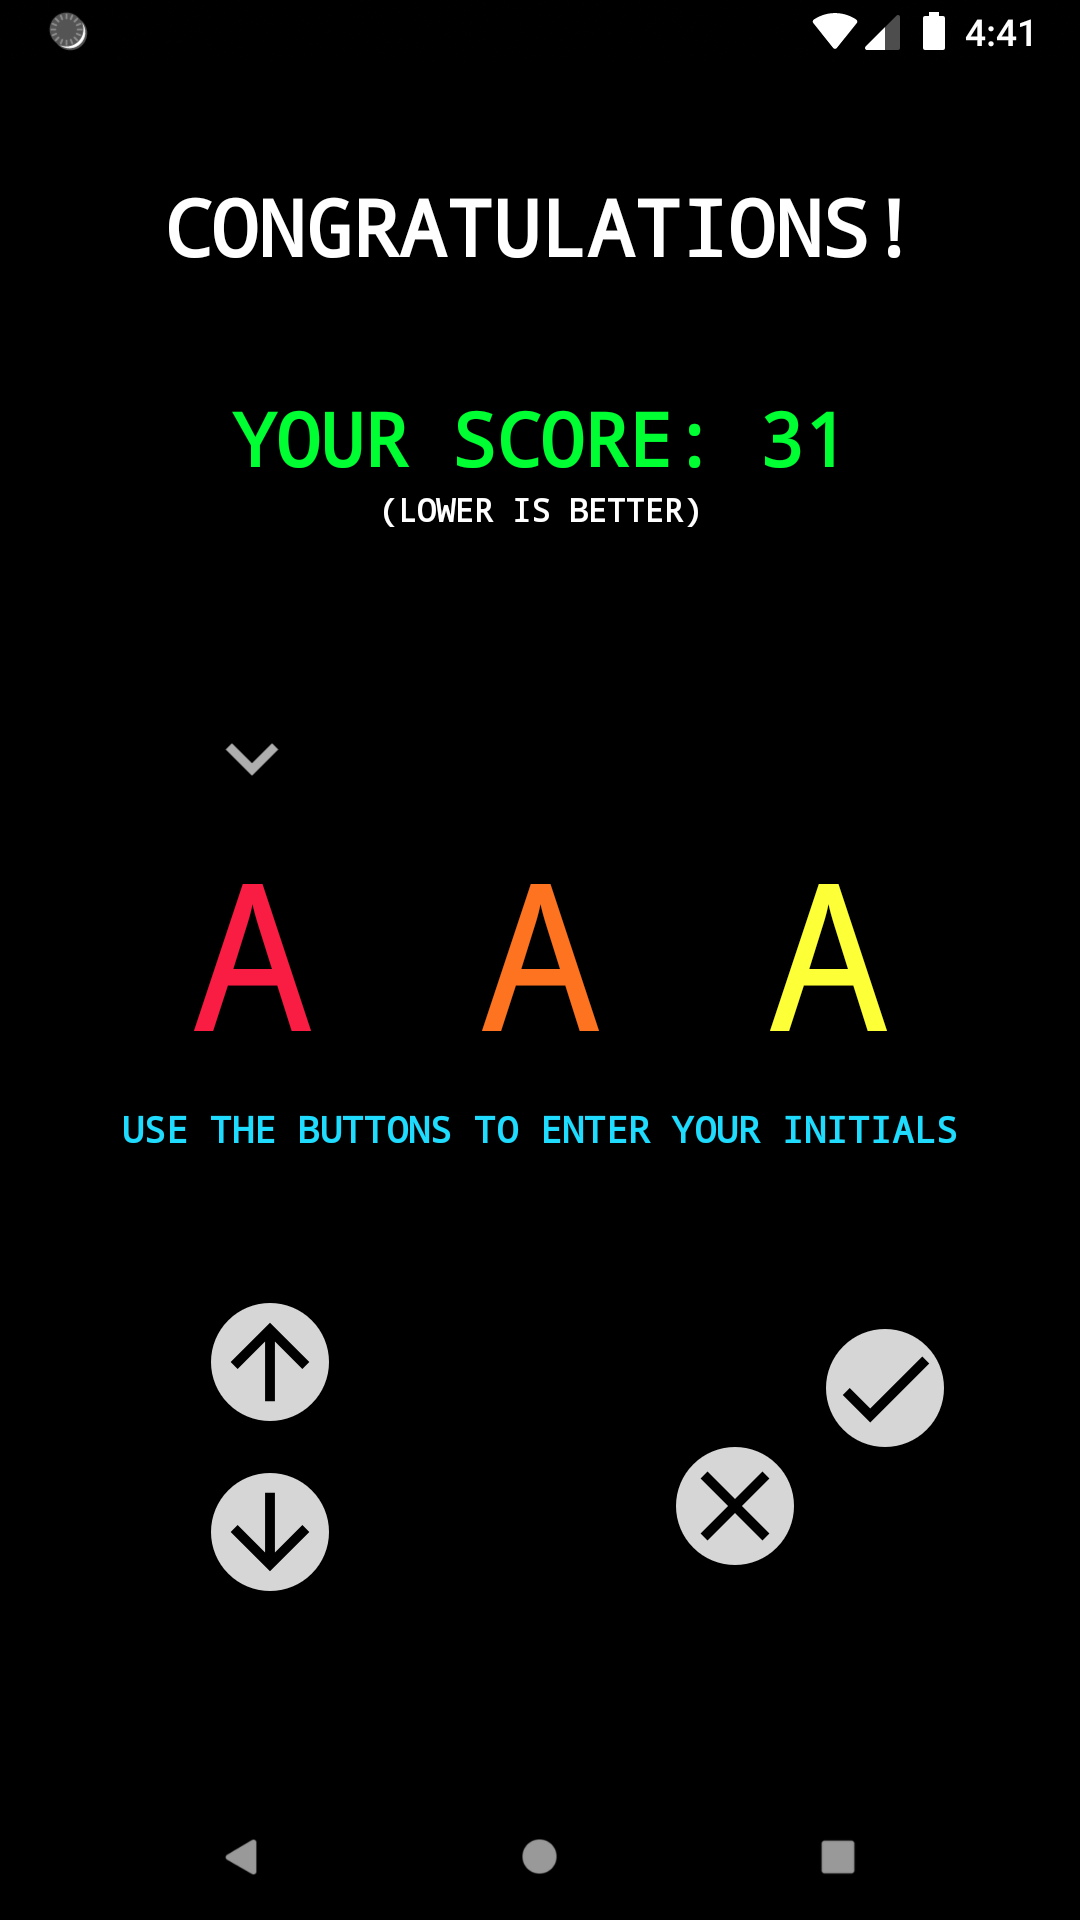 4:41
CONGRATULATIONS!
YOUR SCORE: 31
(LOWER IS BETTER)
A A A
USE THE BUTTONS TO ENTER YOUR INITIALS